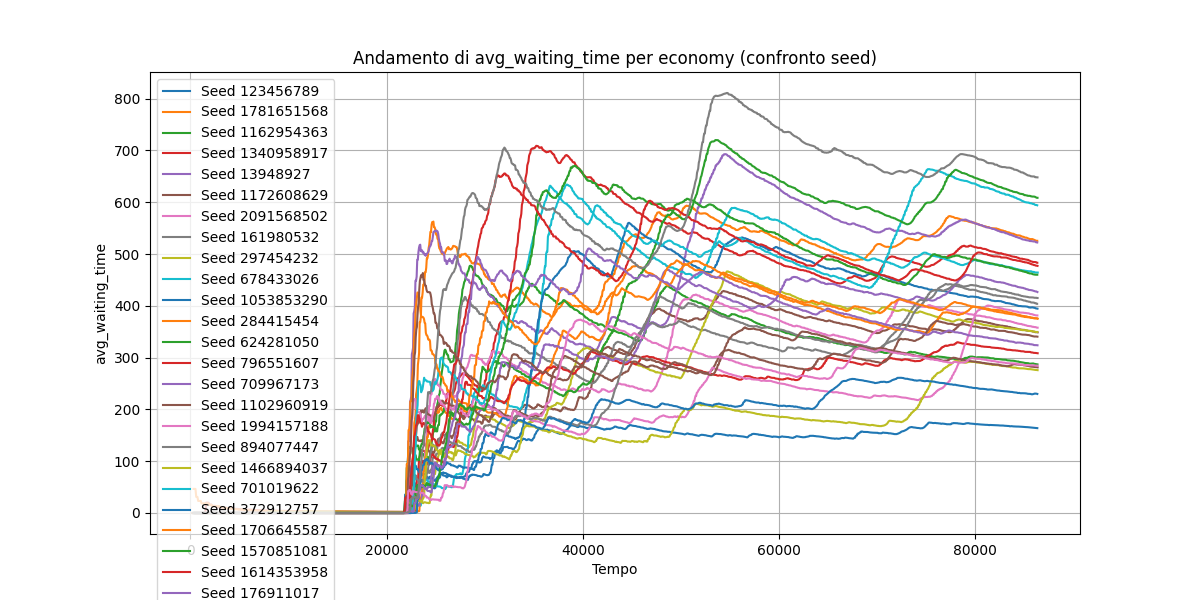 Andamento di avg_waiting_time per economy (confronto seed)
avg_waiting_time
800
700
600
500
400
300
200
100
0
Seed 123456789
Seed 1781651568
Seed 1162954363
Seed 1340958917
Seed 13948927
Seed 1172608629
Seed 2091568502
Seed 161980532
Seed 297454232
Seed 678433026
Seed 1053853290
Seed 284415454
Seed 624281050
Seed 796551607
Seed 709967173
Seed 1102960919
Seed 1994157188
Seed 894077447
Seed 1466894037
Seed 701019622
Seed 372912757
Seed 1706645587
Seed 1570851081
Seed 1614353958
Seed 176911017
0 20000 40000 60000 80000
Tempo